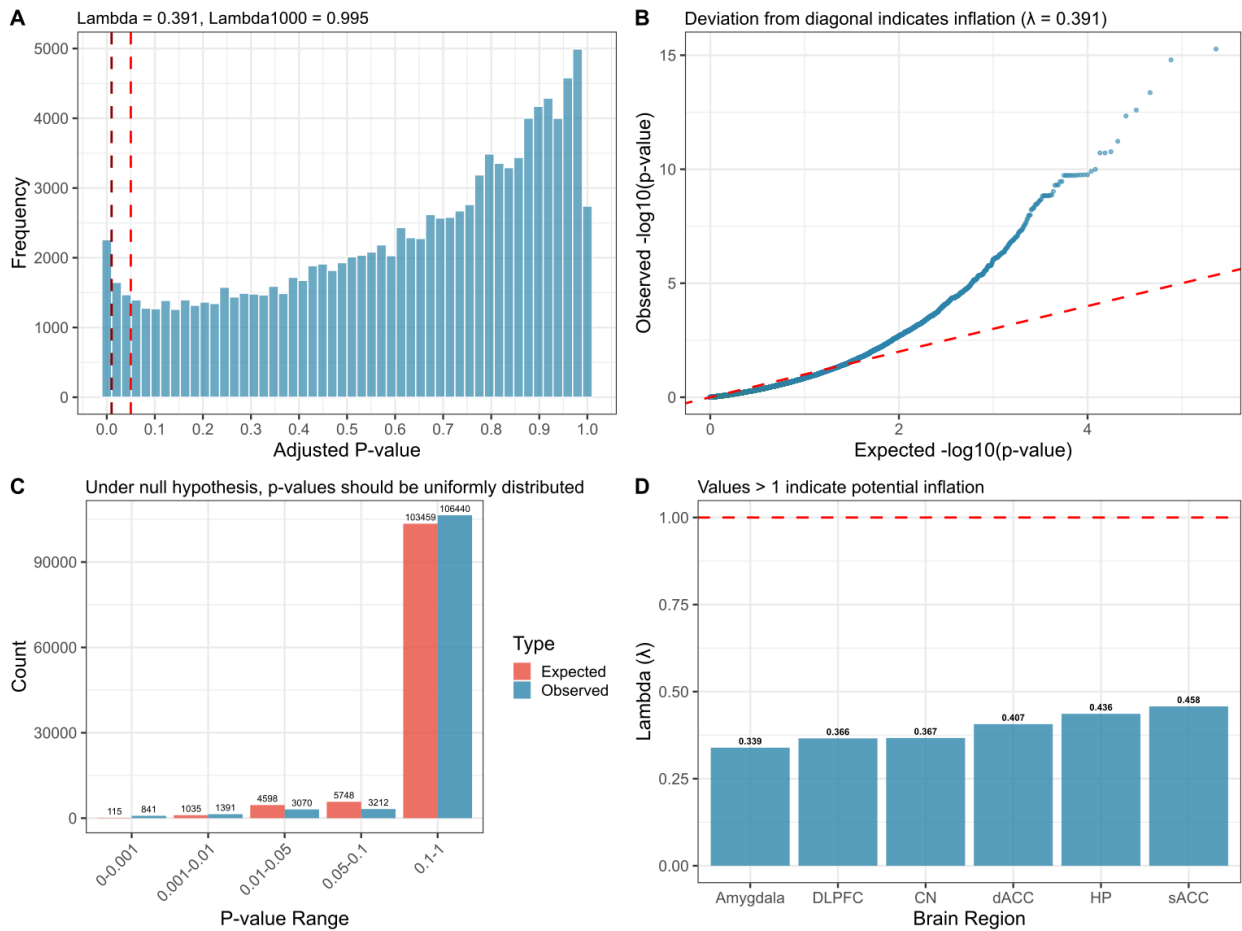 A
Lambda = 0.391, Lambda1000 = 0.995
5000
4000
3000
2000
1000
0
Frequency
0.0 0.1 0.2 0.3 0.4 0.5 0.6 0.7 0.8 0.9 1.0
Adjusted P-value
B
Deviation from diagonal indicates inflation (λ = 0.391)
15
10
5
0
Observed -log10(p-value)
0 2 4
Expected -log10(p-value)
C
Under null hypothesis, p-values should be uniformly distributed
90000
60000
30000
0
Count
115 841 1035 1391 4598 3070 5748 3212 103459 106440
0-0.001 0.001-0.01 0.01-0.05 0.05-0.1 0.1-1
P-value Range
Type
Expected
Observed
D
Values > 1 indicate potential inflation
1.00
0.75
0.50
0.25
0.00
Lambda (λ)
0.339 0.366 0.367 0.407 0.436 0.458
Amygdala DLPFC CN dACC HP sACC
Brain Region